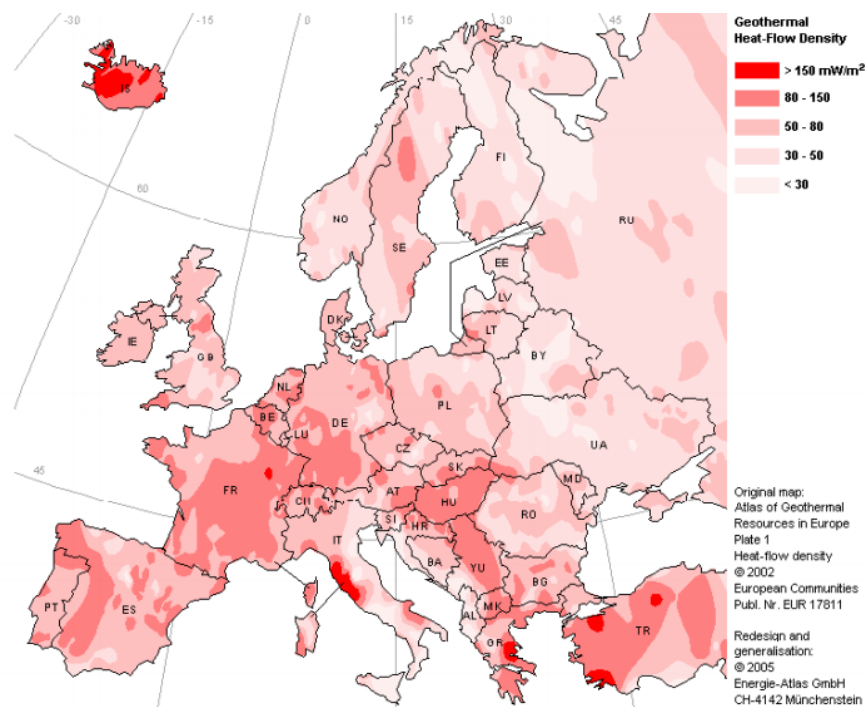 -30
-15
0
15
30
45
60
45
IS
NO
SE
FI
RU
EE
LV
LT
BY
DK
IE
GB
NL
BE
LU
DE
PL
CZ
SK
UA
MD
FR
CH
AT
HU
SI
HR
RO
IT
BA
YU
BG
MK
AL
GR
TR
PT
ES
Geothermal
Heat-Flow Density
> 150 mW/m²
80 - 150
50 - 80
30 - 50
< 30
Original map:
Atlas of Geothermal
Resources in Europe
Plate 1
Heat-flow density
© 2002
European Communities
Publ. Nr. EUR 17811
Redesign and
generalisation:
© 2005
Energie-Atlas GmbH
CH-4142 Münchenstein